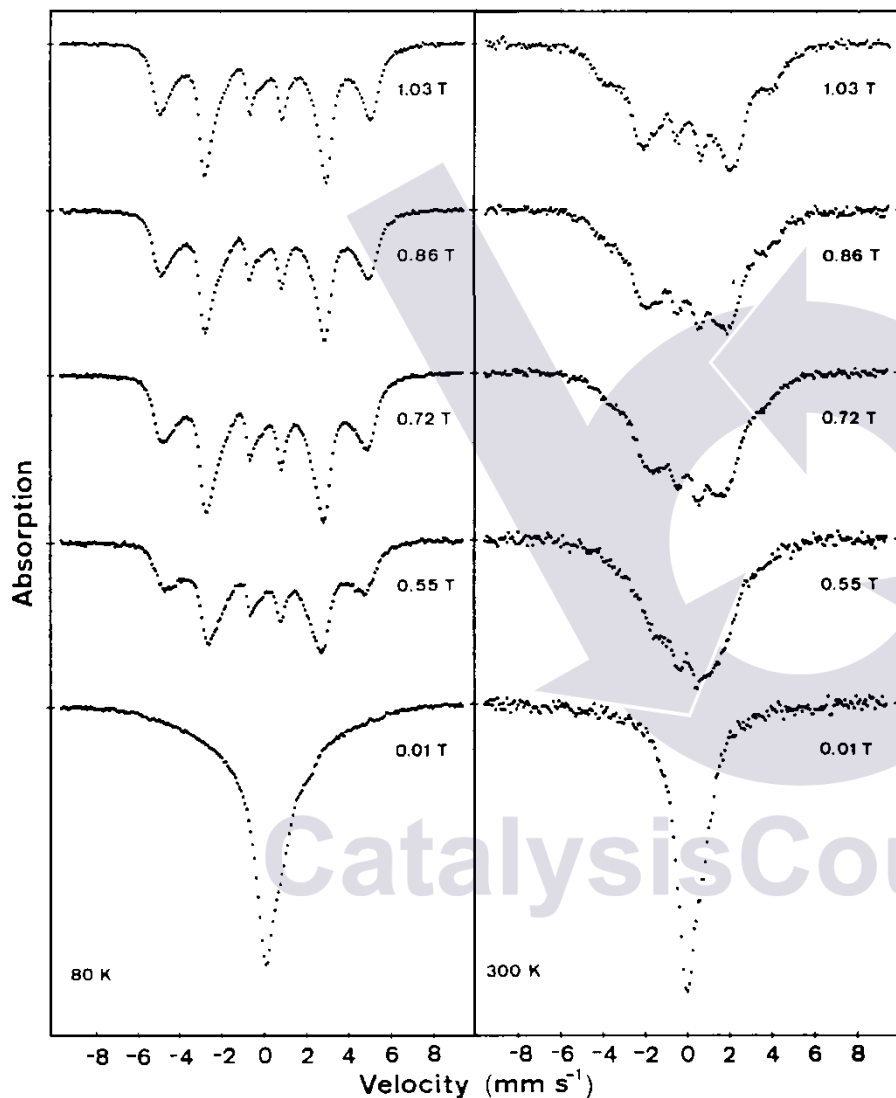 1.03 T
0.86 T
0.72 T
0.55 T
0.01 T
80 K
1.03 T
0.86 T
0.72 T
0.55 T
0.01 T
300 K
Absorption
-8 -6 -4 -2 0 2 4 6 8
-8 -6 -4 -2 0 2 4 6 8
Velocity (mm s⁻¹)
CatalysisCou